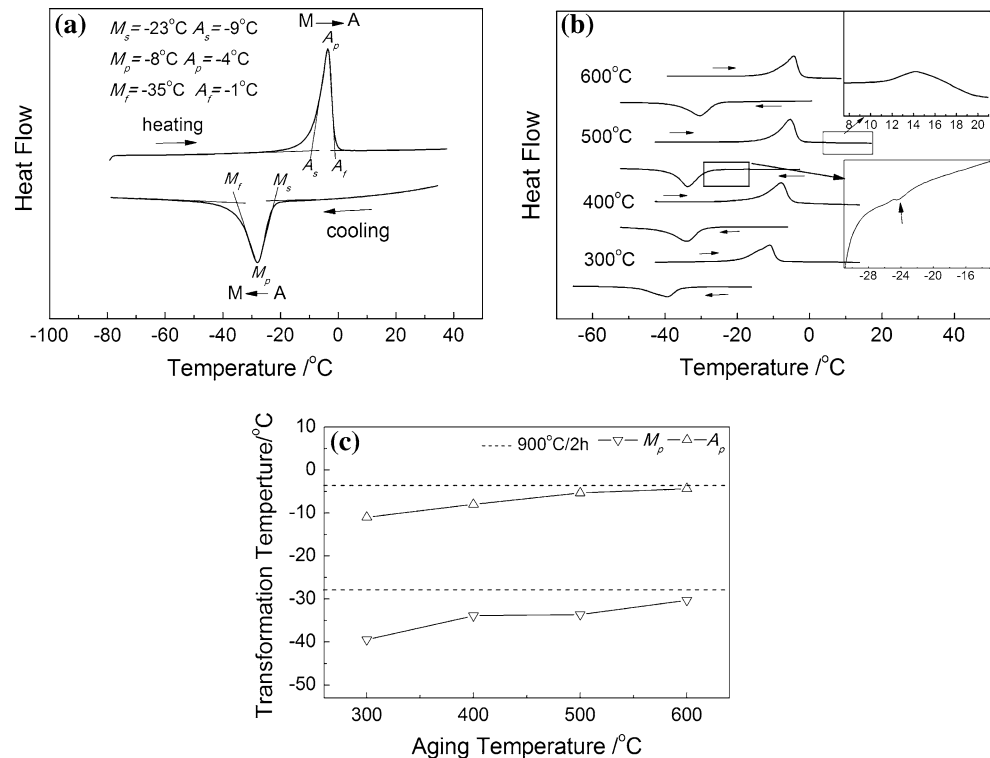 (a)
M → A
A_p
M_s = -23°C A_s = -9°C
M_p = -8°C A_p = -4°C
M_f = -35°C A_f = -1°C
heating
A_s
A_f
M_f
M_s
cooling
M_p
M ← A
Heat Flow
-100 -80 -60 -40 -20 0 20 40
Temperature /°C
(b)
600°C
500°C
400°C
300°C
8 10 12 14 16 18 20
-28 -24 -20 -16
Heat Flow
-60 -40 -20 0 20 40
Temperature /°C
(c)
900°C/2h M_p A_p
10
0
-10
-20
-30
-40
-50
Transformation Temperture/°C
300 400 500 600
Aging Temperature /°C